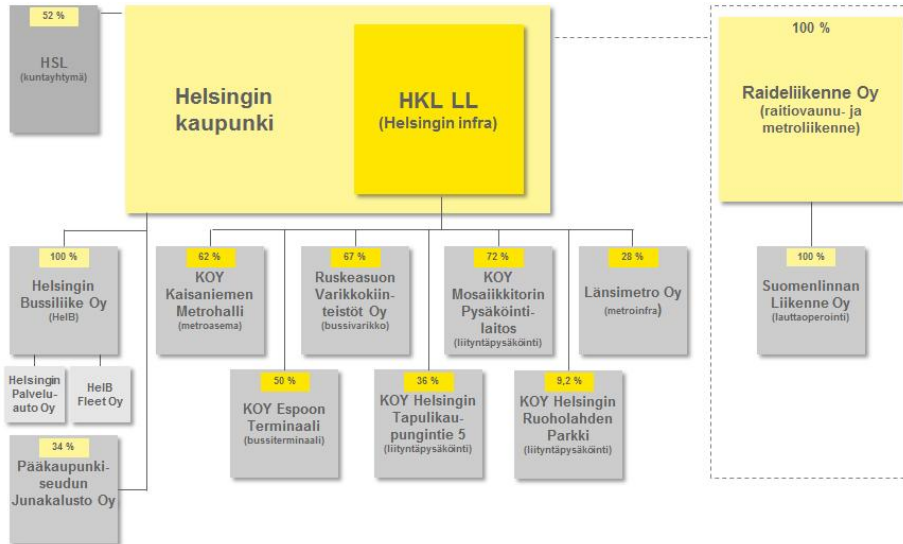 52 %
HSL
(kuntayhtymä)
Helsingin
kaupunki
HKL LL
(Helsingin infra)
100 %
Raideliikenne Oy
(raitiovaunu- ja
metroliikenne)
100 %
Helsingin
Bussiliike Oy
(HelB)
62 %
KOY
Kaisaniemen
Metrohalli
(metroasema)
67 %
Ruskeasuon
Varikkokiin-
teistöt Oy
(bussivarikko)
72 %
KOY
Mosaiikkitorin
Pysäköinti-
laitos
(liityntäpysäköinti)
28 %
Länsimetro Oy
(metroinfra)
100 %
Suomenlinnan
Liikenne Oy
(lauttaoperointi)
Helsingin
Palvelu-
auto Oy
HelB
Fleet Oy
50 %
KOY Espoon
Terminaali
(bussiterminaali)
36 %
KOY Helsingin
Tapulikau-
pungintie 5
(liityntäpysäköinti)
9,2 %
KOY Helsingin
Ruoholahden
Parkki
(liityntäpysäköinti)
34 %
Pääkaupunki-
seudun
Junakalusto Oy